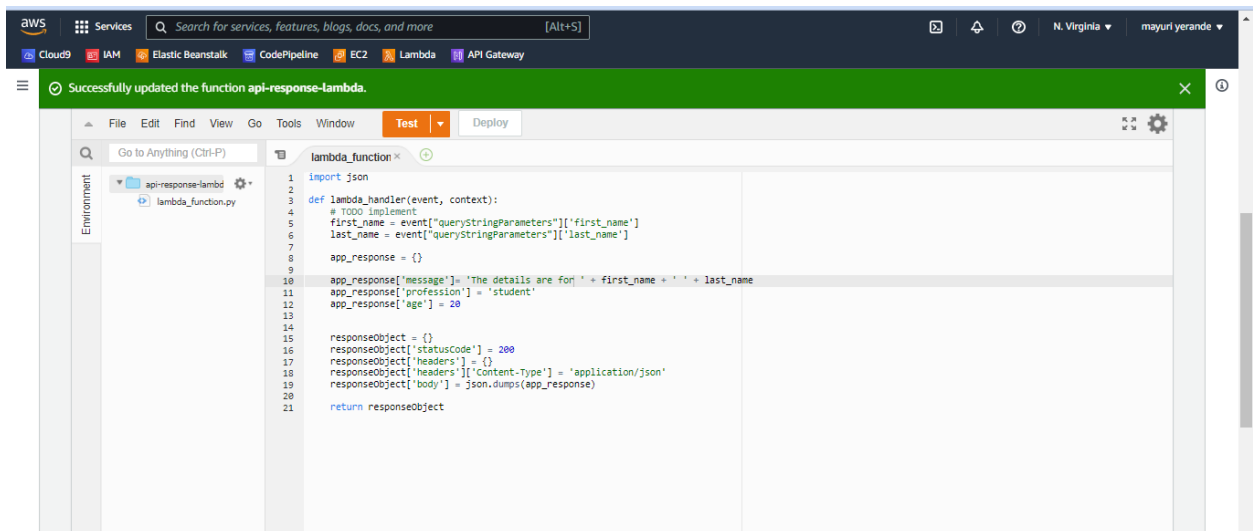 aws
Services
Search for services, features, blogs, docs, and more
[Alt+S]
N. Virginia ▼
mayuri yerande ▼
Cloud9
IAM
Elastic Beanstalk
CodePipeline
EC2
Lambda
API Gateway
Successfully updated the function api-response-lambda.
File Edit Find View Go Tools Window
Test
Deploy
Go to Anything (Ctrl-P)
lambda_function ×
Environment
api-response-lambd
lambda_function.py
1 import json
2
3 def lambda_handler(event, context):
4     # TODO implement
5     first_name = event["queryStringParameters"]['first_name']
6     last_name = event["queryStringParameters"]['last_name']
7
8     app_response = {}
9
10     app_response['message']= 'The details are for ' + first_name + ' ' + last_name
11     app_response['profession'] = 'student'
12     app_response['age'] = 20
13
14
15     responseObject = {}
16     responseObject['statusCode'] = 200
17     responseObject['headers'] = {}
18     responseObject['headers']['Content-Type'] = 'application/json'
19     responseObject['body'] = json.dumps(app_response)
20
21     return responseObject